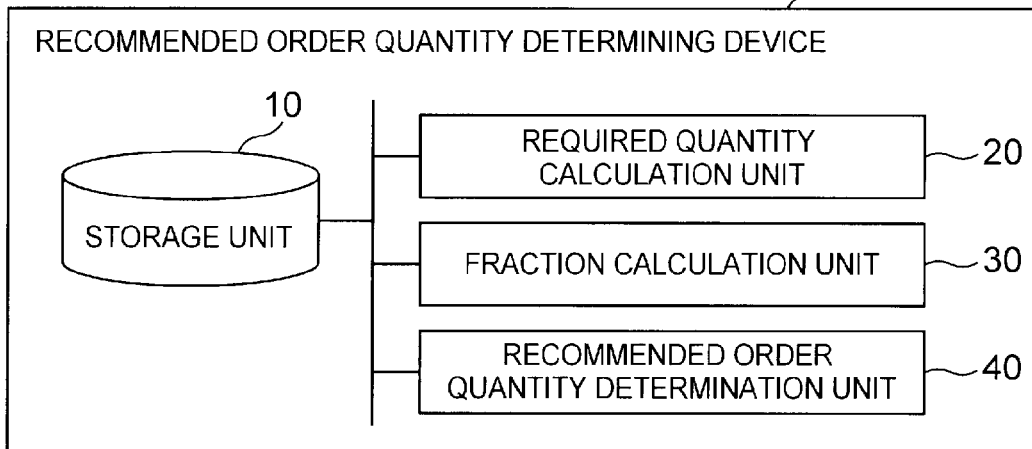 RECOMMENDED ORDER QUANTITY DETERMINING DEVICE
10
STORAGE UNIT
REQUIRED QUANTITY
CALCULATION UNIT
20
FRACTION CALCULATION UNIT
30
RECOMMENDED ORDER
QUANTITY DETERMINATION UNIT
40